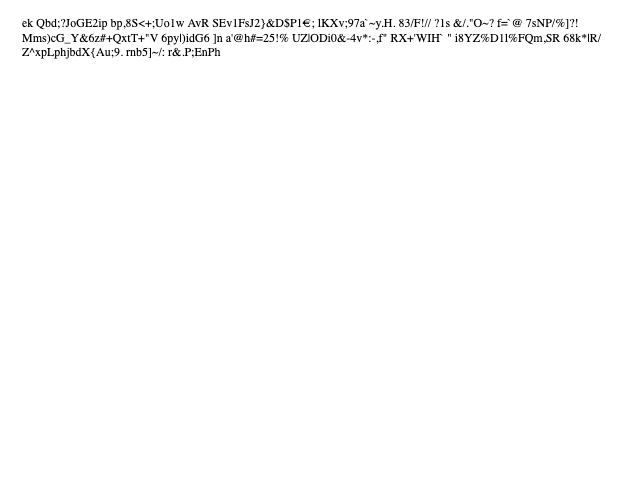 ek Qbd;?JoGE2ip bp,8S<+;Uo1w AvR SEv1FsJ2}&D$P1€; lKXv;97a`~y.H. 83/F!// ?1s &/."O~? f=`@ 7sNP/%]?!
Mms)cG_Y&6z#+QxtT+"V 6pyl)idG6 ]n a'@h#=25!% UZlODi0&-4v*:-,f" RX+'WIH` " i8YZ%D1l%FQm,SR 68k*lR/
Z^xpLphjbdX{Au;9. rnb5]~/: r&.P;EnPh